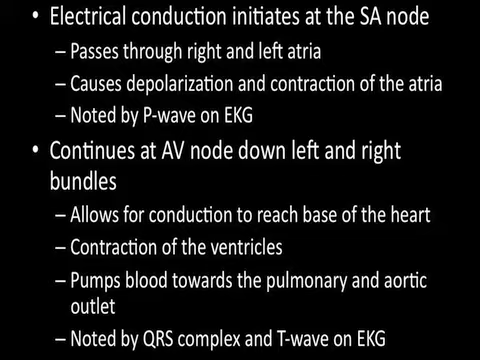 • Electrical conduction initiates at the SA node
– Passes through right and left atria
– Causes depolarization and contraction of the atria
– Noted by P-wave on EKG
• Continues at AV node down left and right
bundles
– Allows for conduction to reach base of the heart
– Contraction of the ventricles
– Pumps blood towards the pulmonary and aortic
outlet
– Noted by QRS complex and T-wave on EKG